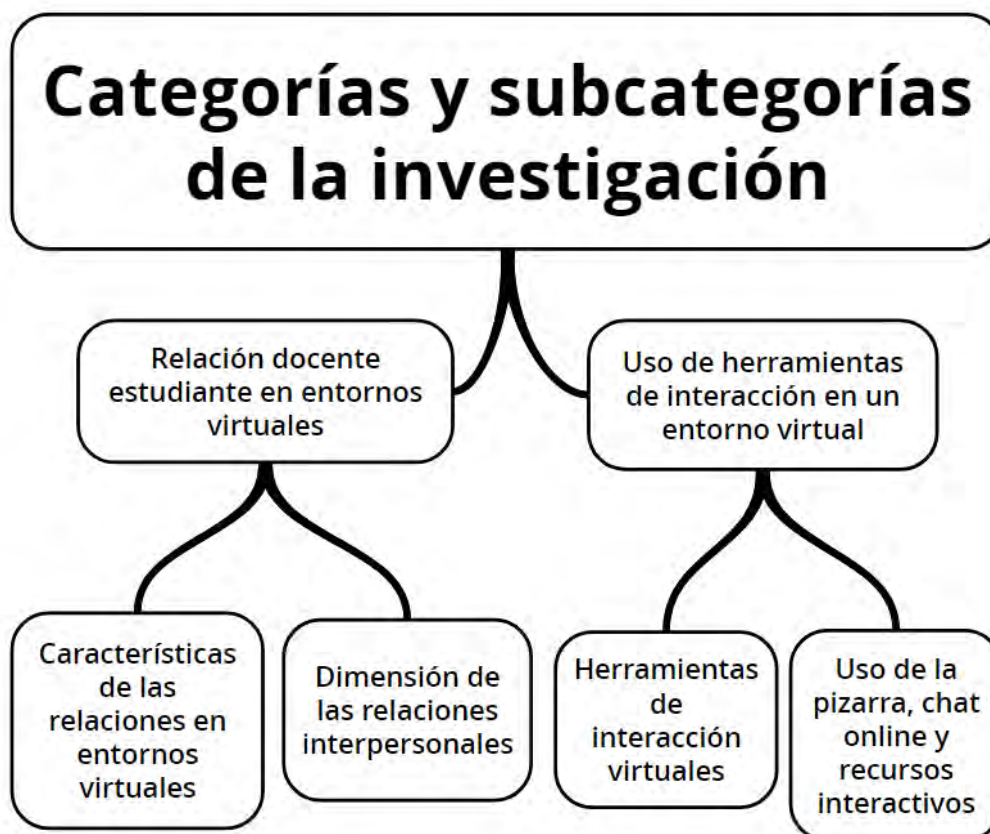 Categorías y subcategorías
de la investigación
Relación docente
estudiante en entornos
virtuales
Uso de herramientas
de interacción en un
entorno virtual
Características
de las
relaciones en
entornos
virtuales
Dimensión de
las relaciones
interpersonales
Herramientas
de
interacción
virtuales
Uso de la
pizarra, chat
online y
recursos
interactivos